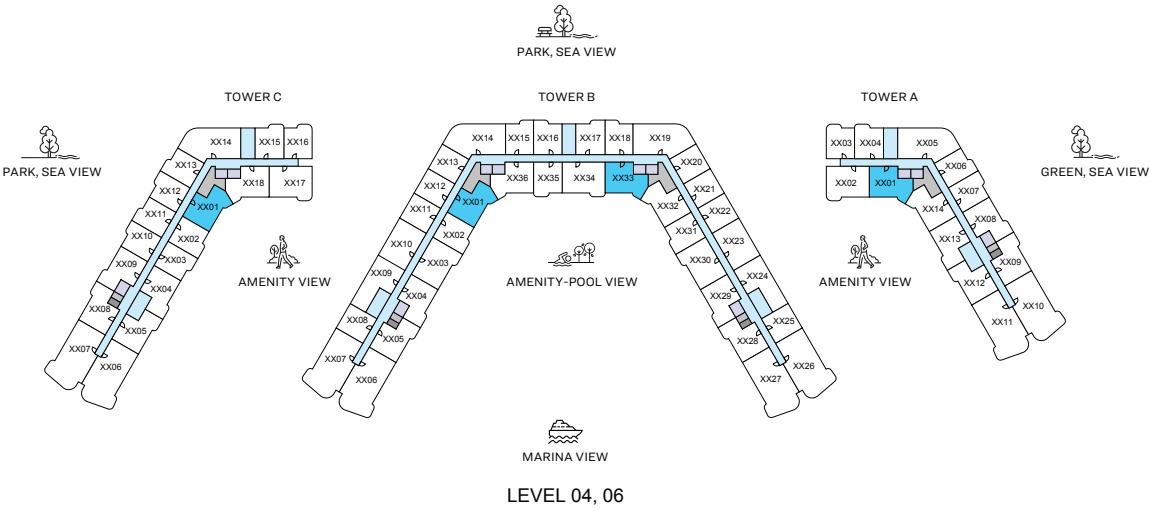 PARK, SEA VIEW
TOWER C
TOWER B
TOWER A
PARK, SEA VIEW
GREEN, SEA VIEW
XX14
XX15
XX16
XX13
XX18
XX17
XX12
XX01
XX11
XX02
XX10
XX03
XX09
XX04
XX08
XX05
XX07
XX06
XX14
XX15
XX16
XX17
XX18
XX19
XX13
XX36
XX35
XX34
XX33
XX20
XX12
XX01
XX32
XX21
XX11
XX02
XX31
XX22
XX10
XX03
XX30
XX23
XX09
XX04
XX29
XX24
XX08
XX05
XX28
XX25
XX07
XX06
XX27
XX26
XX03
XX04
XX05
XX02
XX01
XX06
XX14
XX07
XX13
XX08
XX12
XX09
XX11
XX10
AMENITY VIEW
AMENITY-POOL VIEW
AMENITY VIEW
MARINA VIEW
LEVEL 04, 06